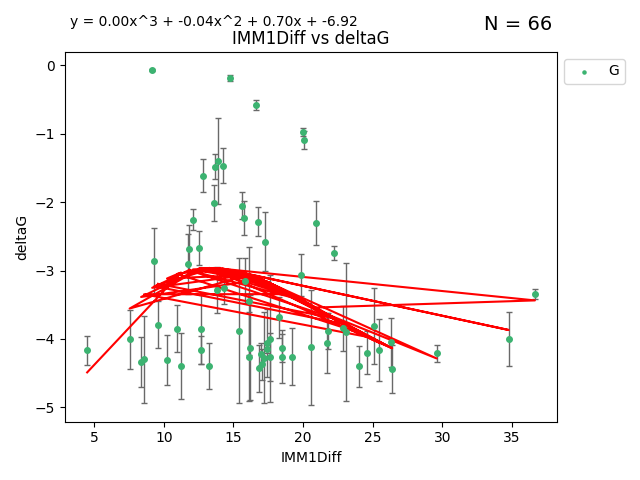 y = 0.00x^3 + -0.04x^2 + 0.70x + -6.92
N = 66
IMM1Diff vs deltaG
G
deltaG
0
−1
−2
−3
−4
−5
5 10 15 20 25 30 35
IMM1Diff